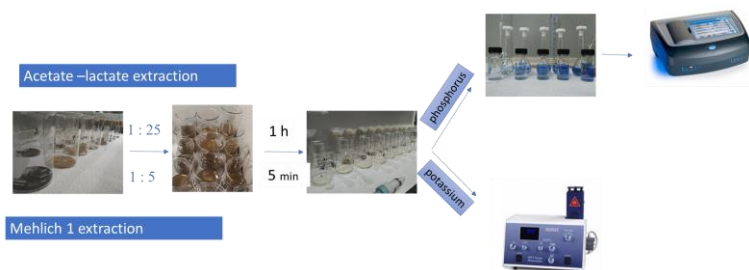 Acetate –lactate extraction
1 : 25
1 : 5
1 h
5 min
phosphorus
potassium
Mehlich 1 extraction